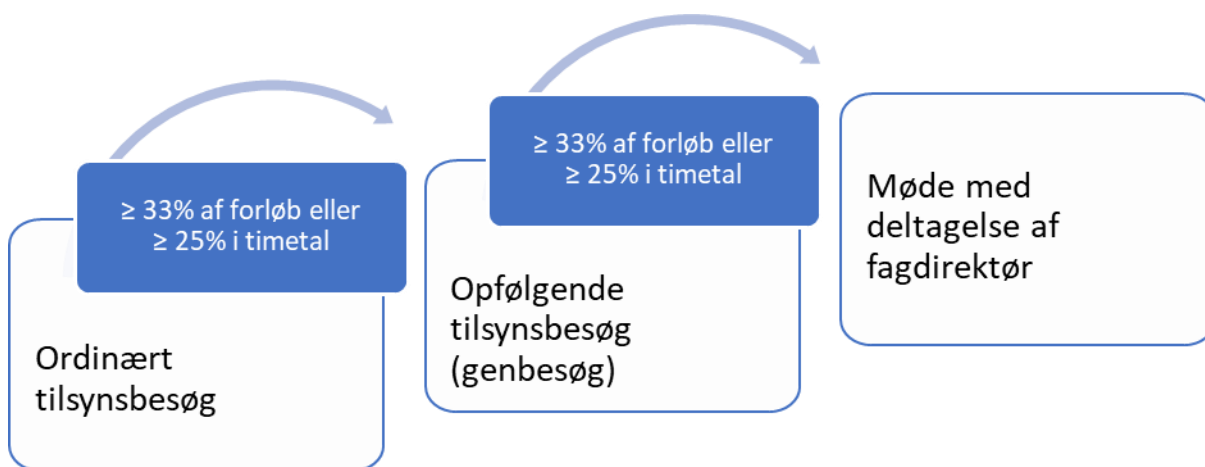 ≥ 33% af forløb eller
≥ 25% i timetal
Ordinært
tilsynsbesøg
≥ 33% af forløb eller
≥ 25% i timetal
Opfølgende
tilsynsbesøg
(genbesøg)
Møde med
deltagelse af
fagdirektør